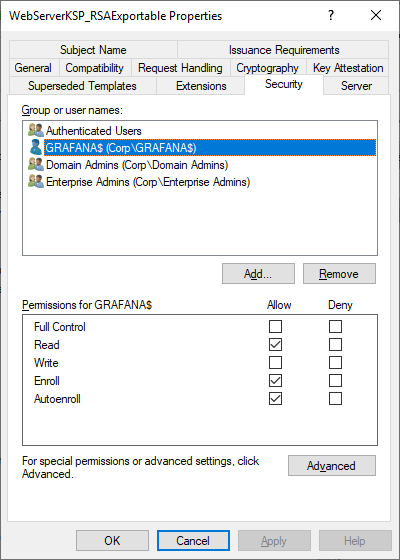 WebServerKSP_RSAExportable Properties
? ×
Subject Name Issuance Requirements
General Compatibility Request Handling Cryptography Key Attestation
Superseded Templates Extensions Security Server
Group or user names:
Authenticated Users
GRAFANA$ (Corp\GRAFANA$)
Domain Admins (Corp\Domain Admins)
Enterprise Admins (Corp\Enterprise Admins)
Add... Remove
Permissions for GRAFANA$ Allow Deny
Full Control
Read
Write
Enroll
Autoenroll
For special permissions or advanced settings, click
Advanced.
Advanced
OK Cancel Apply Help